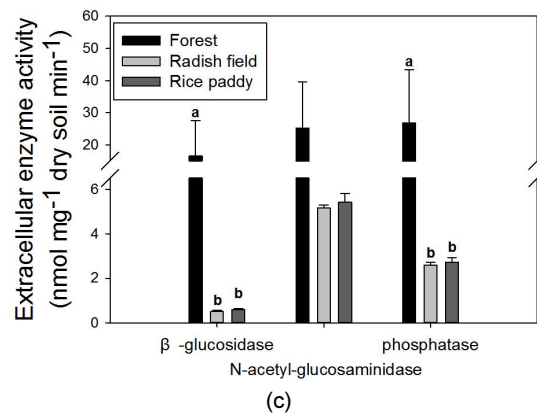 Extracellular enzyme activity
(nmol mg⁻¹ dry soil min⁻¹)
60
50
40
30
20
6
4
2
0
Forest
Radish field
Rice paddy
a
b
b
a
b
b
β -glucosidase
phosphatase
N-acetyl-glucosaminidase
(c)